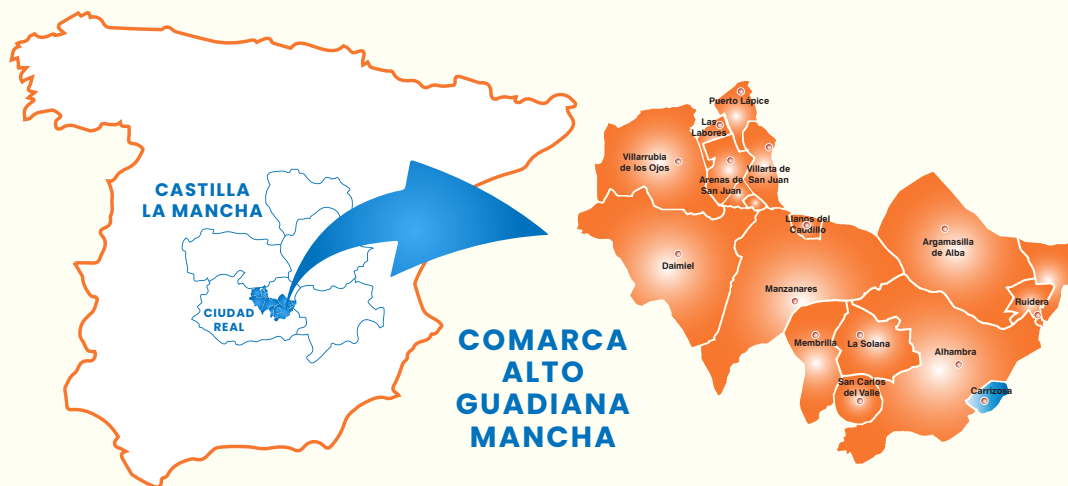 CASTILLA
LA MANCHA
CIUDAD
REAL
COMARCA
ALTO
GUADIANA
MANCHA
Puerto Lápice
Las
Labores
Villarrubia
de los Ojos
Arenas de
San Juan
Villarta de
San Juan
Llanos del
Caudillo
Argamasilla
de Alba
Daimiel
Manzanares
Ruidera
Membrilla
La Solana
Alhambra
San Carlos
del Valle
Carrizosa